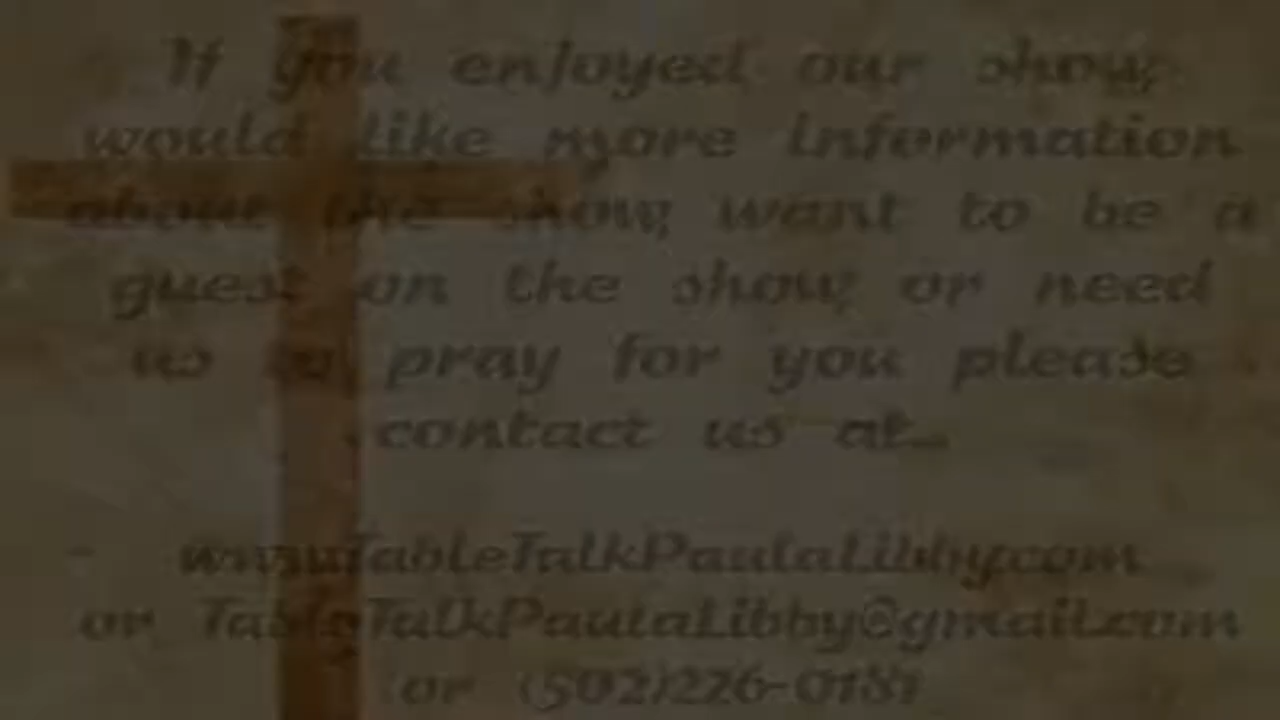 If you enjoyed our show,
would like more information
about the show, want to be a
guest on the show, or need
us to pray for you please
contact us at...
www.TableTalkPaulaLibby.com
or TableTalkPaulaLibby@gmail.com
or (502)226-0181